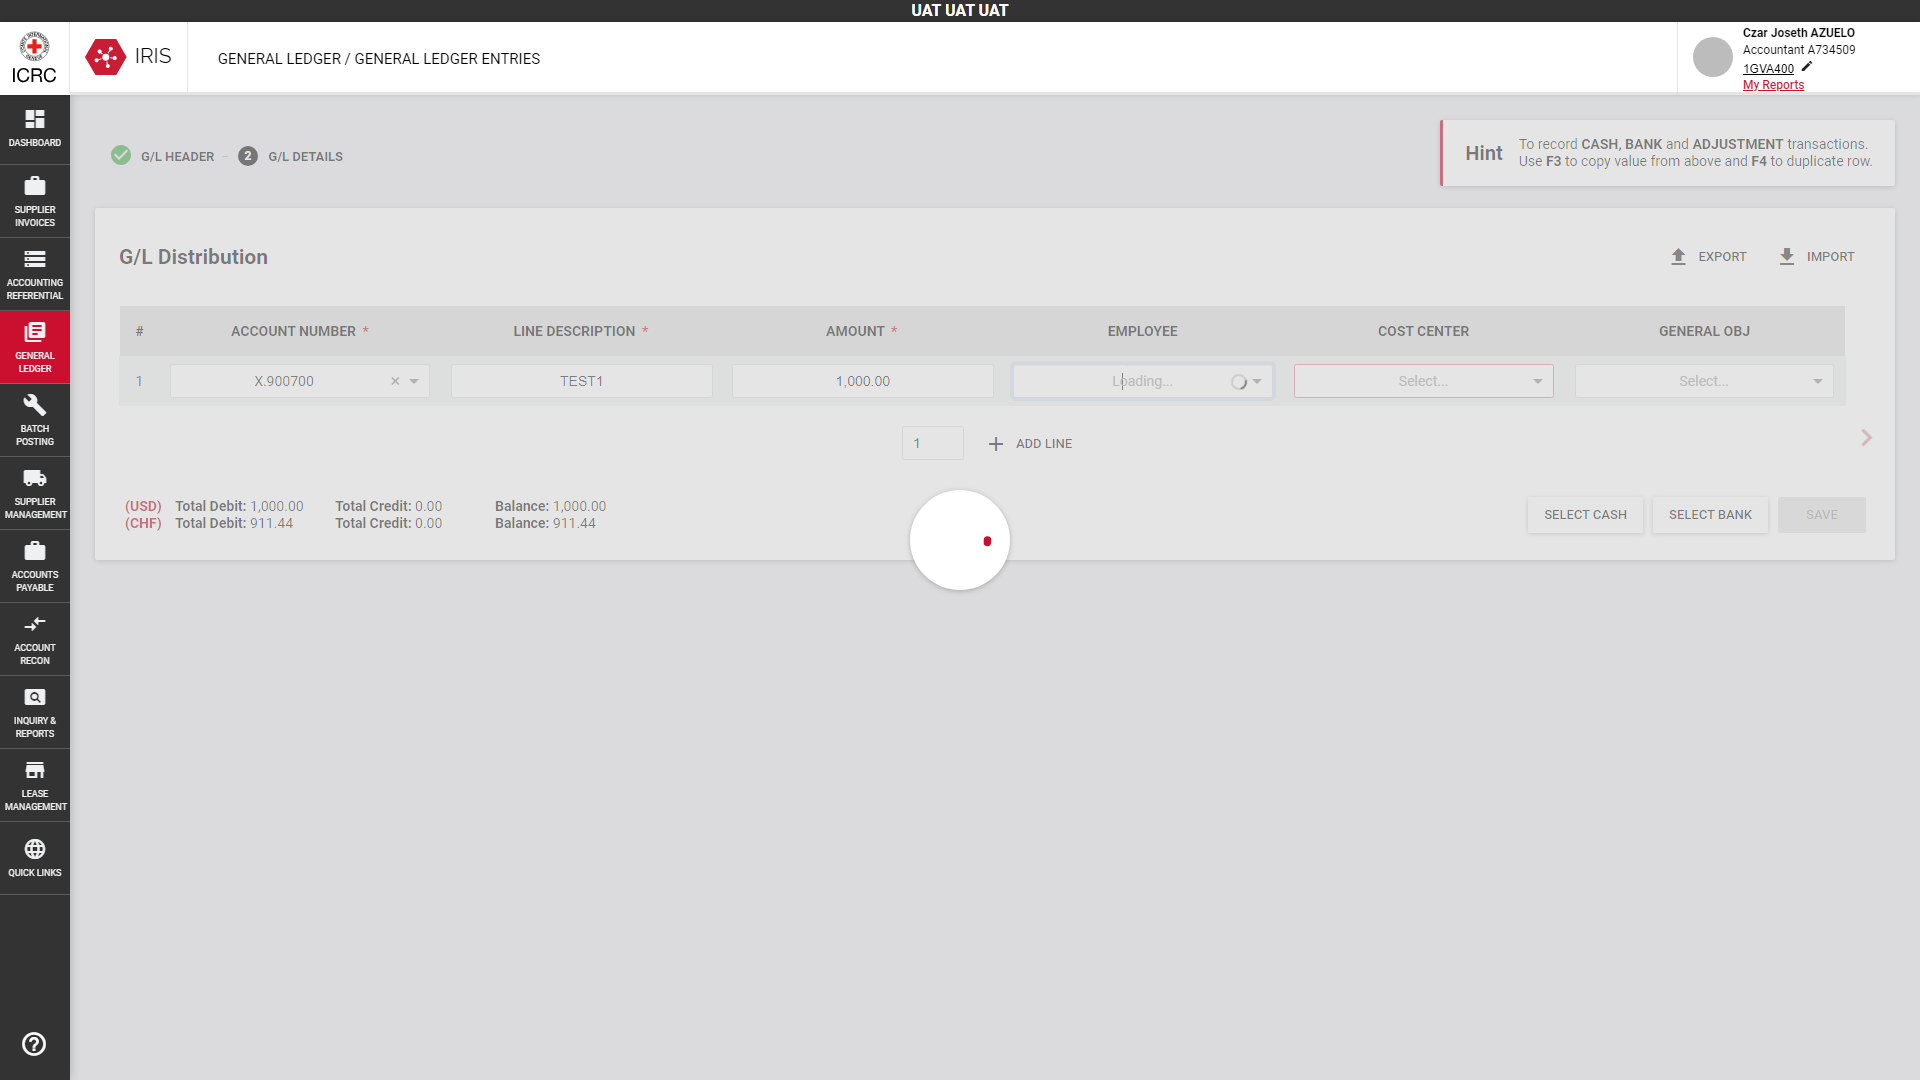 UAT UAT UAT
ICRC
IRIS
GENERAL LEDGER / GENERAL LEDGER ENTRIES
Czar Joseth AZUELO
Accountant A734509
1GVA400
My Reports
DASHBOARD
SUPPLIER
INVOICES
ACCOUNTING
REFERENTIAL
GENERAL
LEDGER
BATCH
POSTING
SUPPLIER
MANAGEMENT
ACCOUNTS
PAYABLE
ACCOUNT
RECON
INQUIRY &
REPORTS
LEASE
MANAGEMENT
QUICK LINKS
G/L HEADER
2 G/L DETAILS
Hint
To record CASH, BANK and ADJUSTMENT transactions.
Use F3 to copy value from above and F4 to duplicate row.
G/L Distribution
EXPORT IMPORT
# ACCOUNT NUMBER * LINE DESCRIPTION * AMOUNT * EMPLOYEE COST CENTER GENERAL OBJ
1 X.900700 × TEST1 1,000.00 Loading... Select... Select...
1 + ADD LINE
(USD) Total Debit: 1,000.00 Total Credit: 0.00 Balance: 1,000.00
(CHF) Total Debit: 911.44 Total Credit: 0.00 Balance: 911.44
SELECT CASH SELECT BANK SAVE